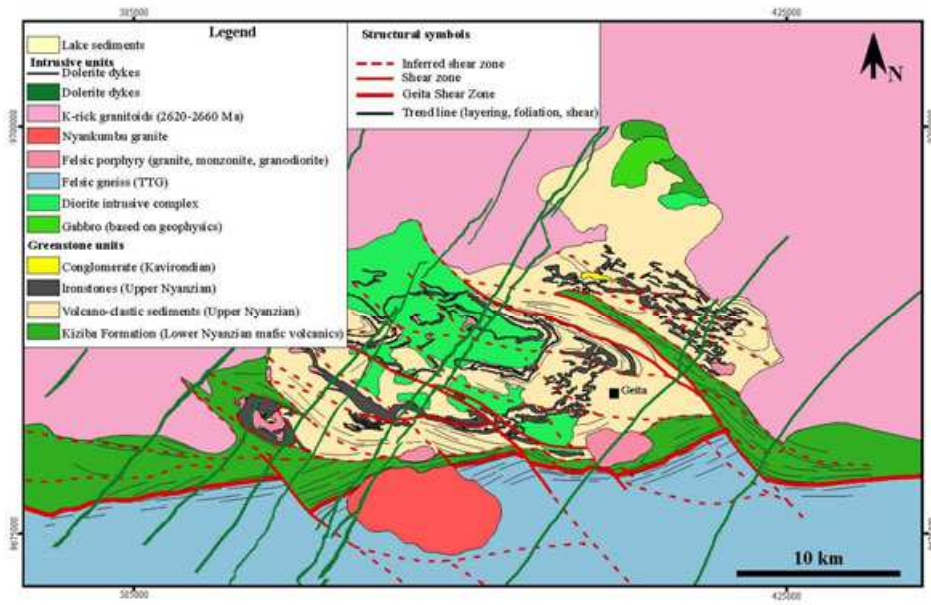 385000
425000
Legend
Lake sediments
Intrusive units
Dolerite dykes
Dolerite dykes
K-rick granitoids (2620-2660 Ma)
Nyankumbu granite
Felsic porphyry (granite, monzonite, granodiorite)
Felsic gneiss (TTG)
Diorite intrusive complex
Gabbro (based on geophysics)
Greenstone units
Conglomerate (Kavirondian)
Ironstones (Upper Nyanzian)
Volcano-clastic sediments (Upper Nyanzian)
Kiziba Formation (Lower Nyanzian mafic volcanics)
Structural symbols
Inferred shear zone
Shear zone
Geita Shear Zone
Trend line (layering, foliation, shear)
N
9700000
Geita
9675000
10 km
385000
425000